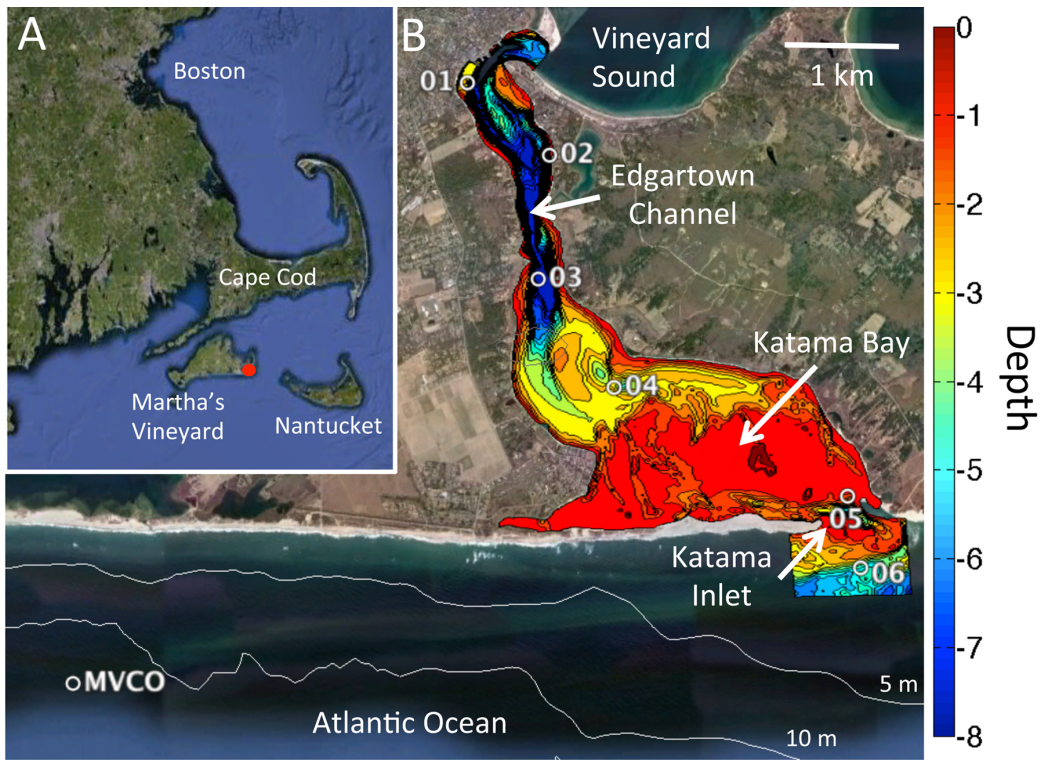 A
Boston
Cape Cod
Martha's
Vineyard
Nantucket
B
Vineyard
Sound
1 km
01
02
Edgartown
Channel
03
Katama Bay
04
05
Katama
Inlet
06
MVCO
5 m
Atlantic Ocean
10 m
0
-1
-2
-3
-4
-5
-6
-7
-8
Depth